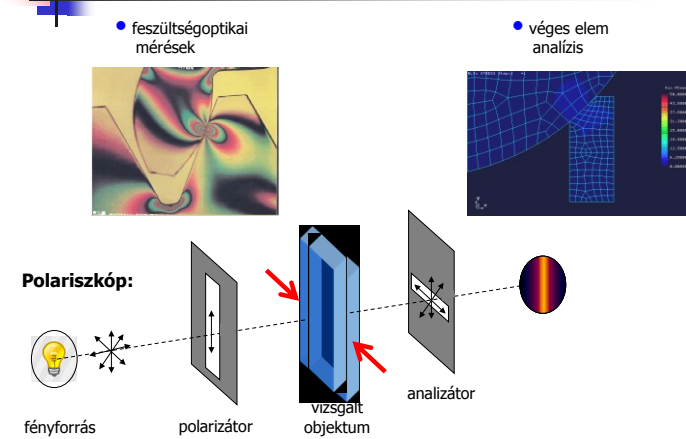 • feszültségoptikai
mérések
• véges elem
analízis
Polariszkóp:
fényforrás
polarizátor
vizsgált
objektum
analizátor